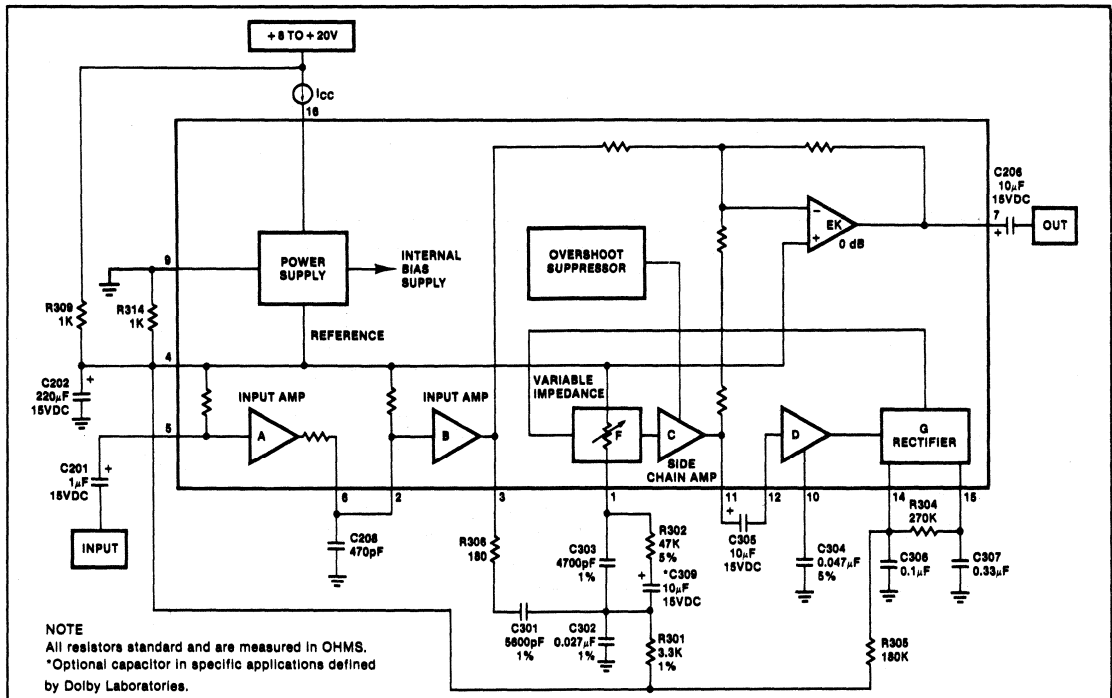 +8 TO +20V
ICC
16
C206
10µF
15VDC
7
+
OUT
−
EK
+
0 dB
9
POWER
SUPPLY
INTERNAL
BIAS
SUPPLY
OVERSHOOT
SUPPRESSOR
R309
1K
R314
1K
REFERENCE
4
+
C202
220µF
15VDC
INPUT AMP
A
INPUT AMP
B
VARIABLE
IMPEDANCE
F
C
SIDE
CHAIN AMP
D
G
RECTIFIER
5
C201
1µF
15VDC
+
INPUT
6
2
3
1
11
12
10
14
15
C208
470pF
R306
180
C303
4700pF
1%
R302
47K
5%
+
*C309
10µF
15VDC
+
C305
10µF
15VDC
C304
0.047µF
5%
R304
270K
C306
0.1µF
C307
0.33µF
C301
5600pF
1%
C302
0.027µF
1%
R301
3.3K
1%
R305
180K
NOTE
All resistors standard and are measured in OHMS.
*Optional capacitor in specific applications defined
by Dolby Laboratories.